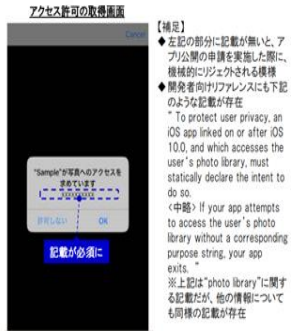 アクセス許可の取得画面
Cancel
"Sample"が写真へのアクセスを
求めています
xxxxxxxxxx
許可しない OK
記載が必須に
【補足】
◆ 左記の部分に記載が無いと、ア
プリ公開の申請を実施した際に、
機械的にリジェクトされる模様
◆ 開発者向けリファレンスにも下記
のような記載が存在
" To protect user privacy, an
iOS app linked on or after iOS
10.0, and which accesses the
user's photo library, must
statically declare the intent to
do so.
<中略> If your app attempts
to access the user's photo
library without a corresponding
purpose string, your app
exits. "
※上記は"photo library"に関す
る記載だが、他の情報について
も同様の記載が存在